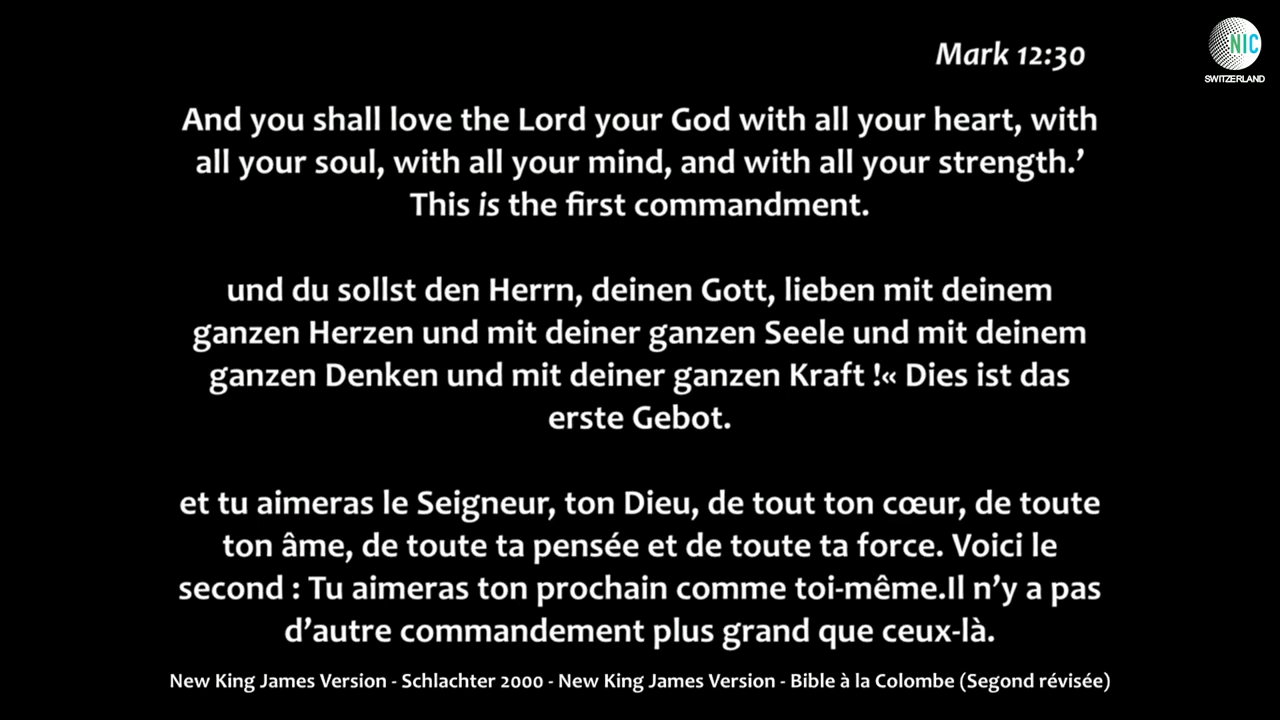 Mark 12:30
NIC
SWITZERLAND
And you shall love the Lord your God with all your heart, with
all your soul, with all your mind, and with all your strength.’
This is the first commandment.
und du sollst den Herrn, deinen Gott, lieben mit deinem
ganzen Herzen und mit deiner ganzen Seele und mit deinem
ganzen Denken und mit deiner ganzen Kraft !« Dies ist das
erste Gebot.
et tu aimeras le Seigneur, ton Dieu, de tout ton cœur, de toute
ton âme, de toute ta pensée et de toute ta force. Voici le
second : Tu aimeras ton prochain comme toi-même.Il n’y a pas
d’autre commandement plus grand que ceux-là.
New King James Version - Schlachter 2000 - New King James Version - Bible à la Colombe (Segond révisée)